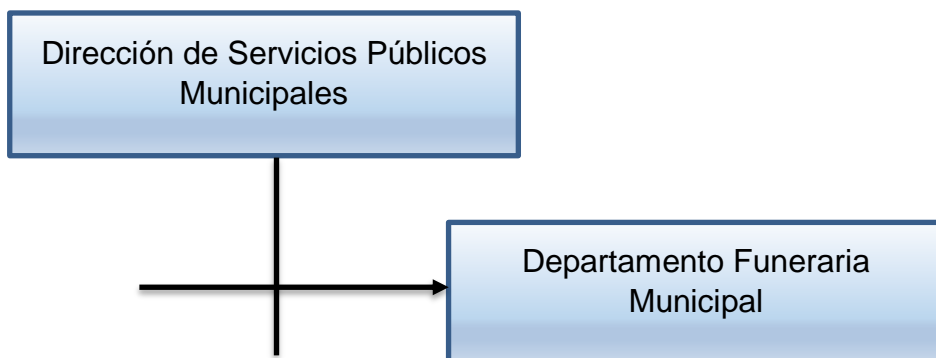 Dirección de Servicios Públicos
Municipales
Departamento Funeraria
Municipal